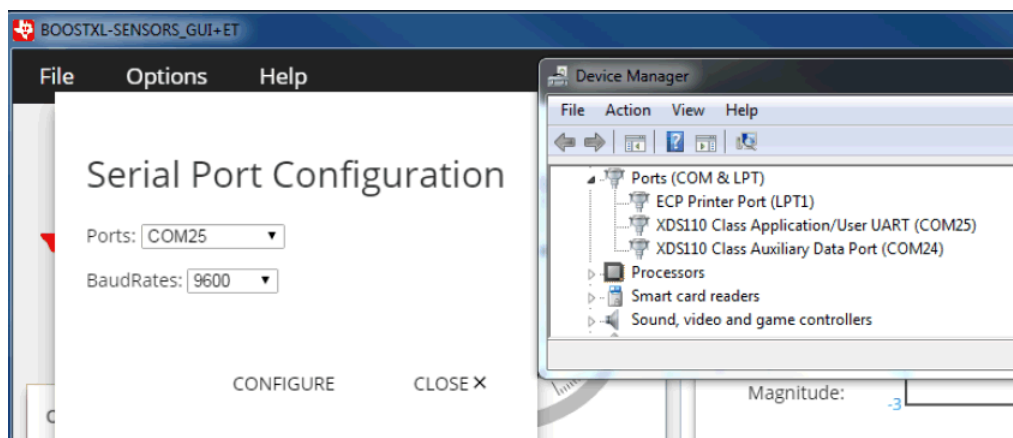 BOOSTXL-SENSORS_GUI+ET
File Options Help
Serial Port Configuration
Ports: COM25
BaudRates: 9600
CONFIGURE CLOSE ×
Device Manager
File Action View Help
Ports (COM & LPT)
ECP Printer Port (LPT1)
XDS110 Class Application/User UART (COM25)
XDS110 Class Auxiliary Data Port (COM24)
Processors
Smart card readers
Sound, video and game controllers
Magnitude:
-3